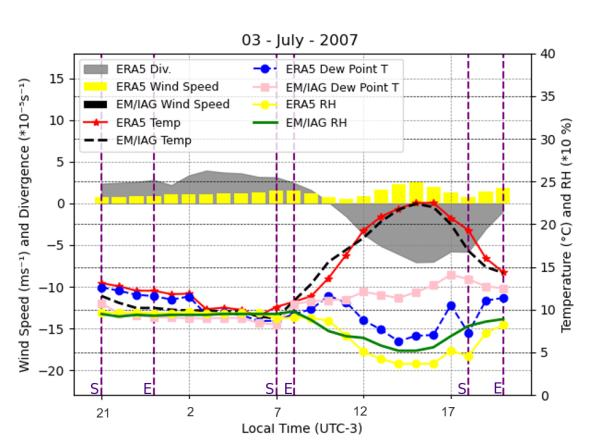 03 - July - 2007
ERA5 Div.
ERA5 Wind Speed
EM/IAG Wind Speed
ERA5 Temp
EM/IAG Temp
ERA5 Dew Point T
EM/IAG Dew Point T
ERA5 RH
EM/IAG RH
Wind Speed (ms⁻¹) and Divergence (*10⁻⁵s⁻¹)
15
10
5
0
−5
−10
−15
−20
40
35
30
25
20
15
10
5
0
Temperature (°C) and RH (*10 %)
S E S E S E
21 2 7 12 17
Local Time (UTC-3)